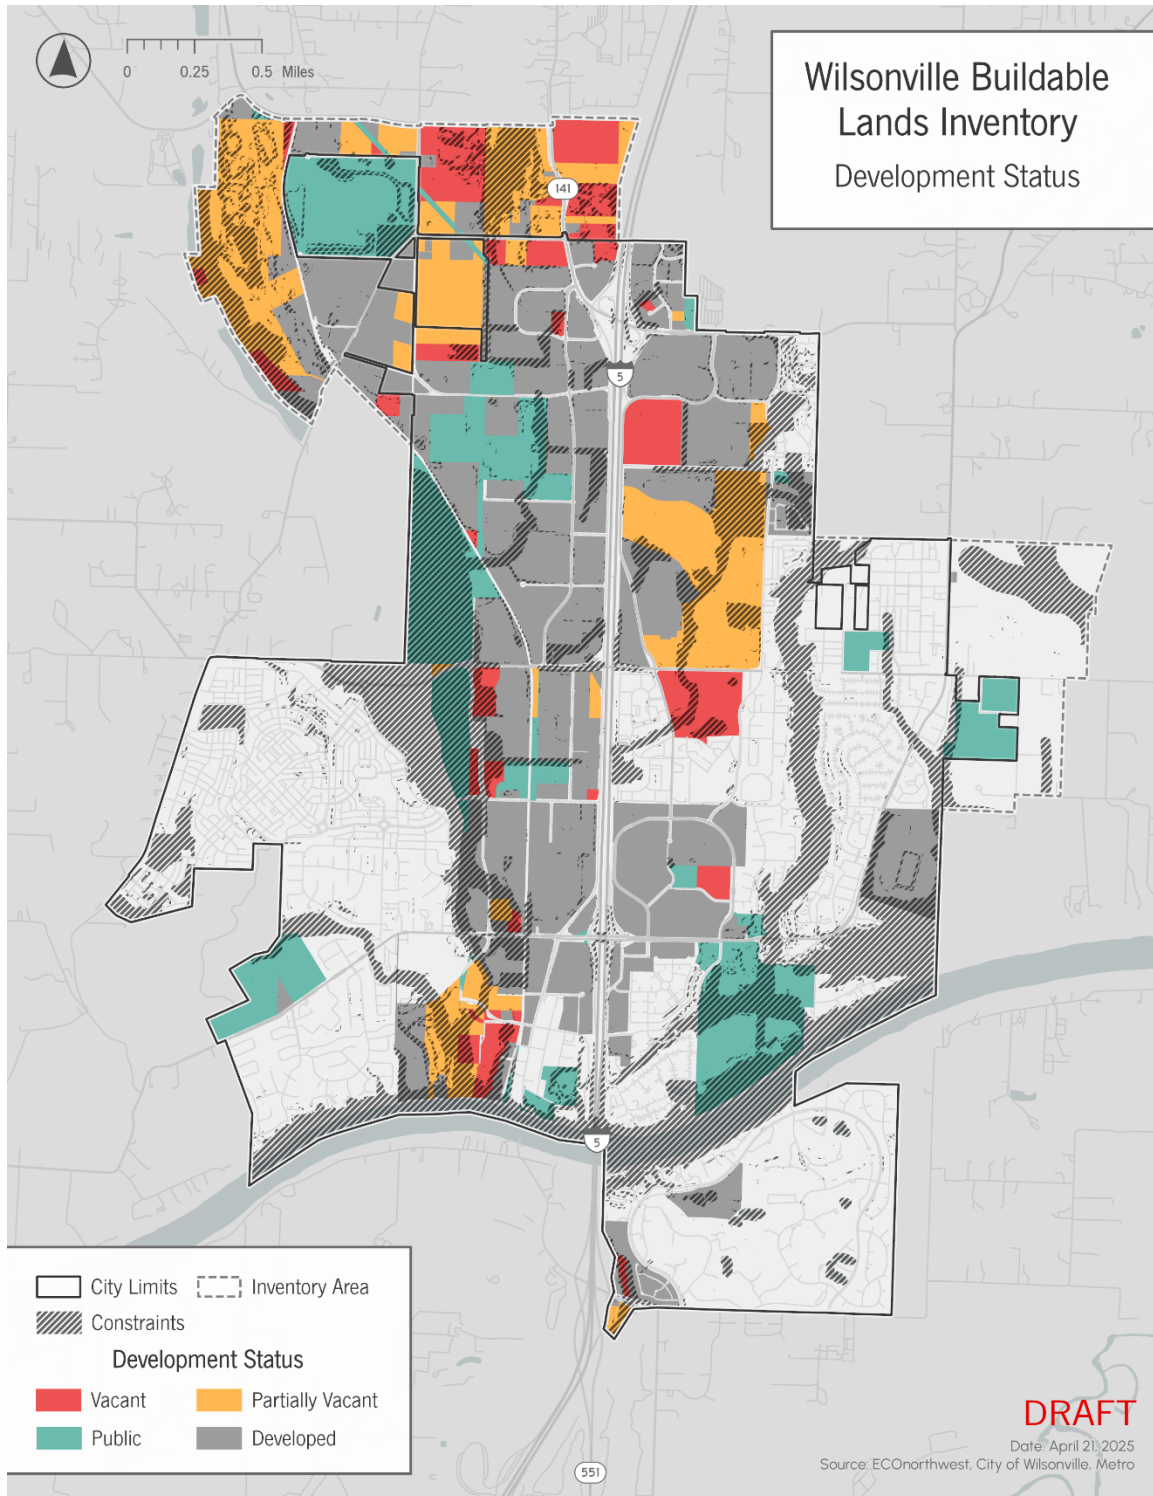 0 0.25 0.5 Miles
Wilsonville Buildable
Lands Inventory
Development Status
141
5
5
City Limits
Inventory Area
Constraints
Development Status
Vacant
Partially Vacant
Public
Developed
551
DRAFT
Date: April 21, 2025
Source: ECOnorthwest, City of Wilsonville, Metro